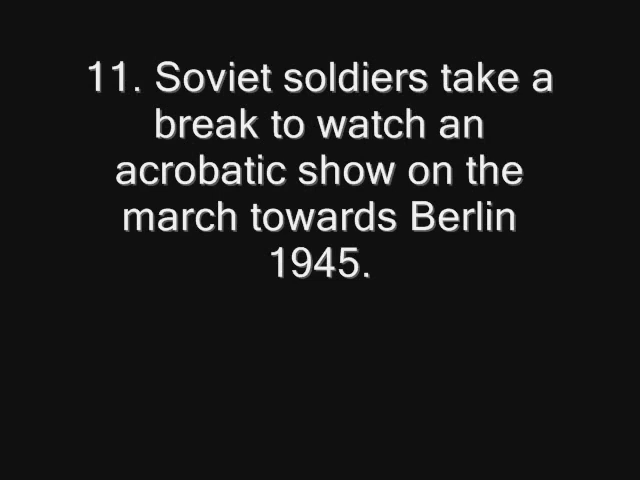 11. Soviet soldiers take a
break to watch an
acrobatic show on the
march towards Berlin
1945.